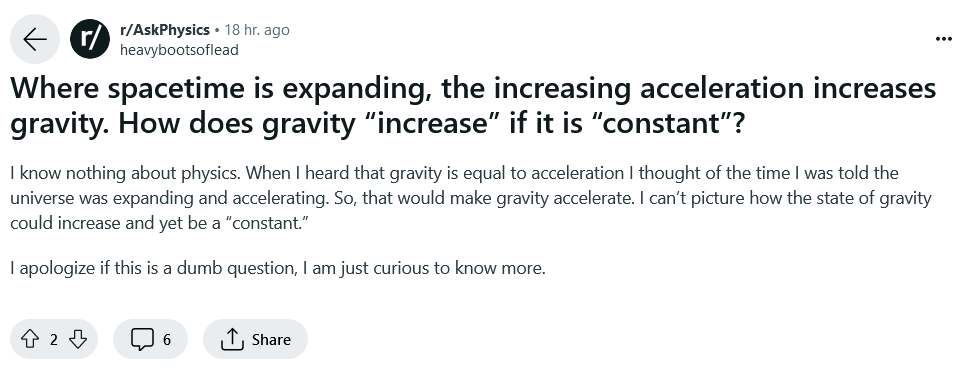 r/ r/AskPhysics • 18 hr. ago
heavybootsoflead
Where spacetime is expanding, the increasing acceleration increases
gravity. How does gravity “increase” if it is “constant”?
I know nothing about physics. When I heard that gravity is equal to acceleration I thought of the time I was told the
universe was expanding and accelerating. So, that would make gravity accelerate. I can’t picture how the state of gravity
could increase and yet be a “constant.”
I apologize if this is a dumb question, I am just curious to know more.
2 6 Share